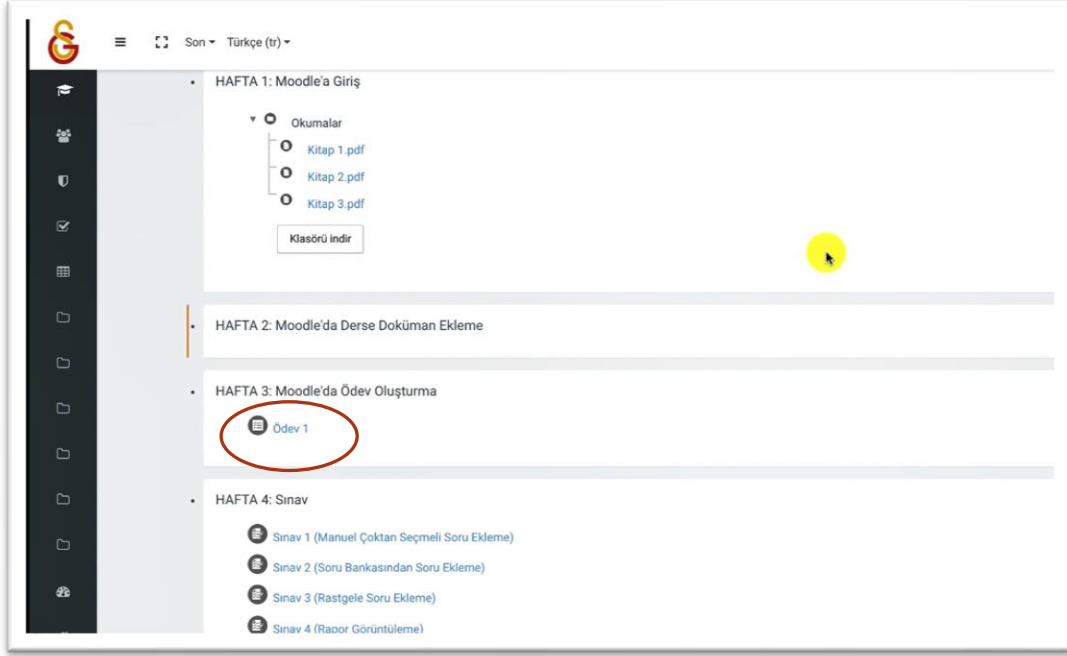 Son Türkçe (tr)
HAFTA 1: Moodle'a Giriş
Okumalar
Kitap 1.pdf
Kitap 2.pdf
Kitap 3.pdf
Klasörü indir
HAFTA 2: Moodle'da Derse Doküman Ekleme
HAFTA 3: Moodle'da Ödev Oluşturma
Ödev 1
HAFTA 4: Sınav
Sınav 1 (Manuel Çoktan Seçmeli Soru Ekleme)
Sınav 2 (Soru Bankasından Soru Ekleme)
Sınav 3 (Rastgele Soru Ekleme)
Sınav 4 (Rapor Görüntüleme)